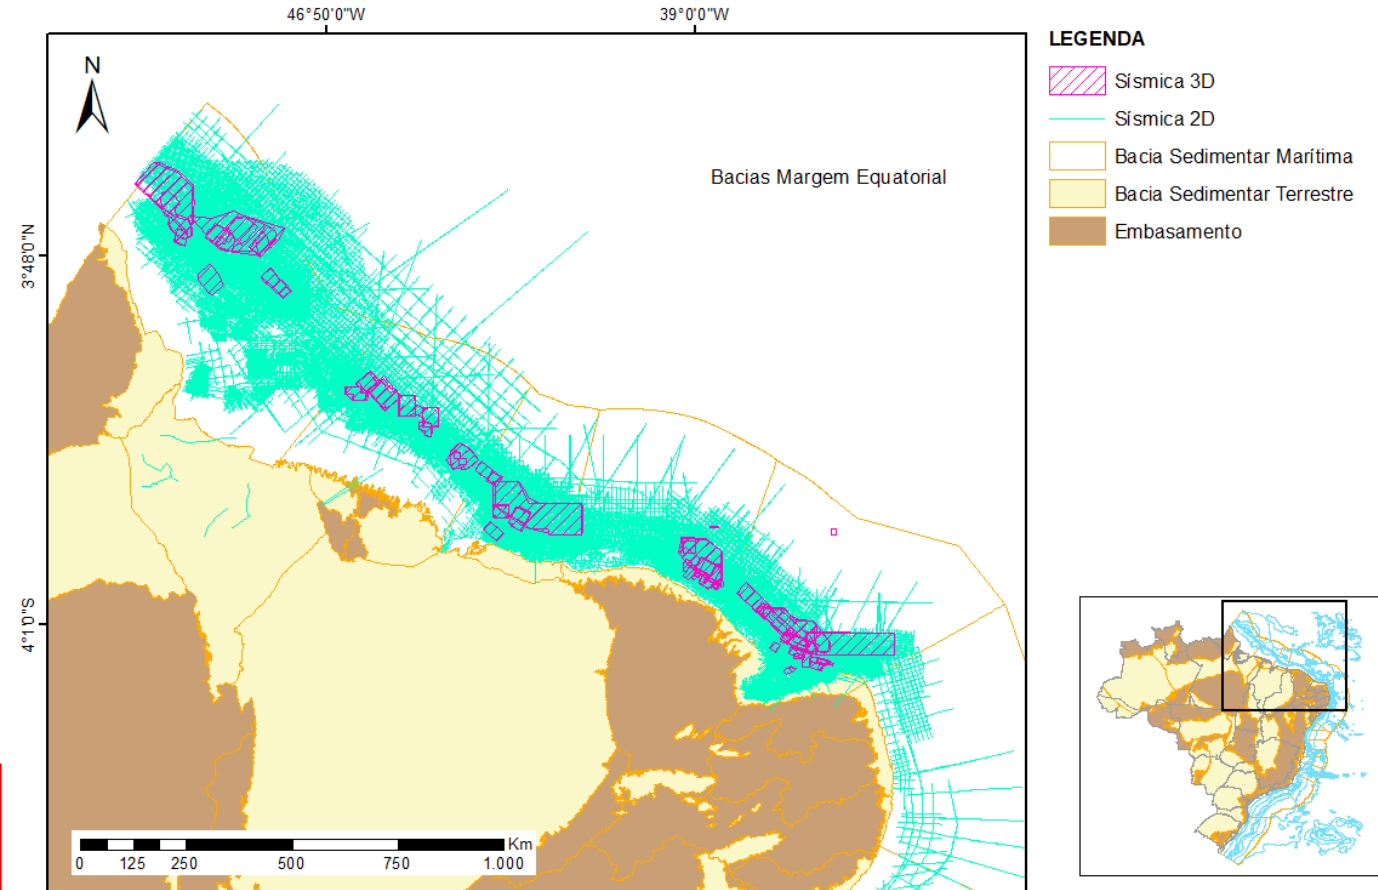 46°50'0"W
39°0'0"W
LEGENDA
N
Sísmica 3D
Sísmica 2D
Bacia Sedimentar Marítima
Bacias Margem Equatorial
Bacia Sedimentar Terrestre
Embasamento
3°48'0"N
4°1'0"S
Km
0 125 250 500 750 1.000